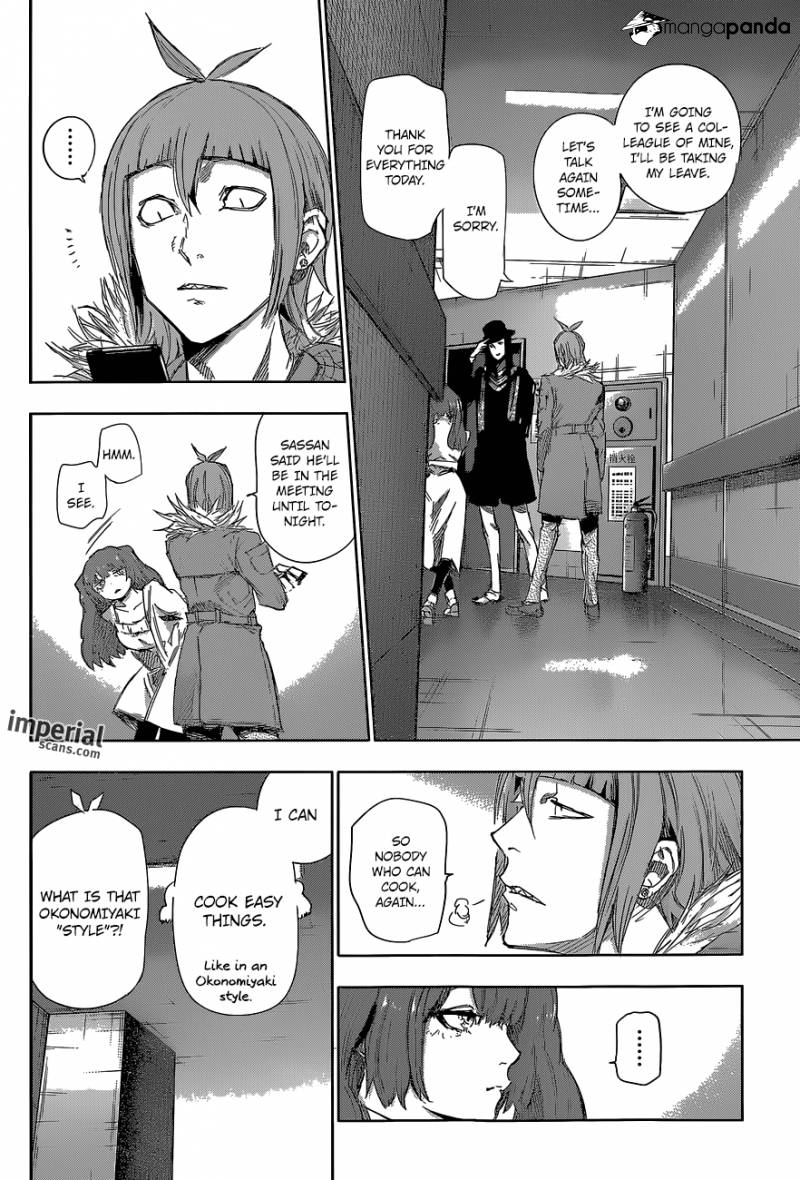 mangapanda
I'M GOING
TO SEE A COL-
LEAGUE OF MINE,
I'LL BE TAKING
MY LEAVE.
LET'S
TALK
AGAIN
SOME-
TIME...
THANK
YOU FOR
EVERYTHING
TODAY.
I'M
SORRY.
消火栓
......
SASSAN
SAID HE'LL
BE IN THE
MEETING
UNTIL TO-
NIGHT.
HMM.
I
SEE.
imperial
scans.com
SO
NOBODY
WHO CAN
COOK,
AGAIN...
......
I CAN
COOK EASY
THINGS.
Like in an
Okonomiyaki
style.
WHAT IS THAT
OKONOMIYAKI
"STYLE"?!